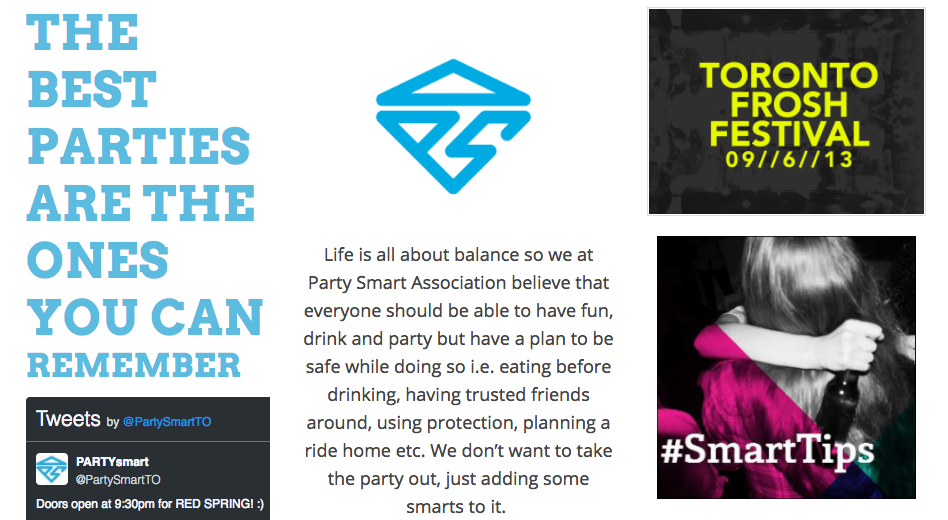 THE
BEST
PARTIES
ARE THE
ONES
YOU CAN
REMEMBER
Tweets by @PartySmartTO
PARTYsmart
@PartySmartTO
Doors open at 9:30pm for RED SPRING! :)
PS
Life is all about balance so we at
Party Smart Association believe that
everyone should be able to have fun,
drink and party but have a plan to be
safe while doing so i.e. eating before
drinking, having trusted friends
around, using protection, planning a
ride home etc. We don’t want to take
the party out, just adding some
smarts to it.
TORONTO
FROSH
FESTIVAL
09//6//13
#SmartTips